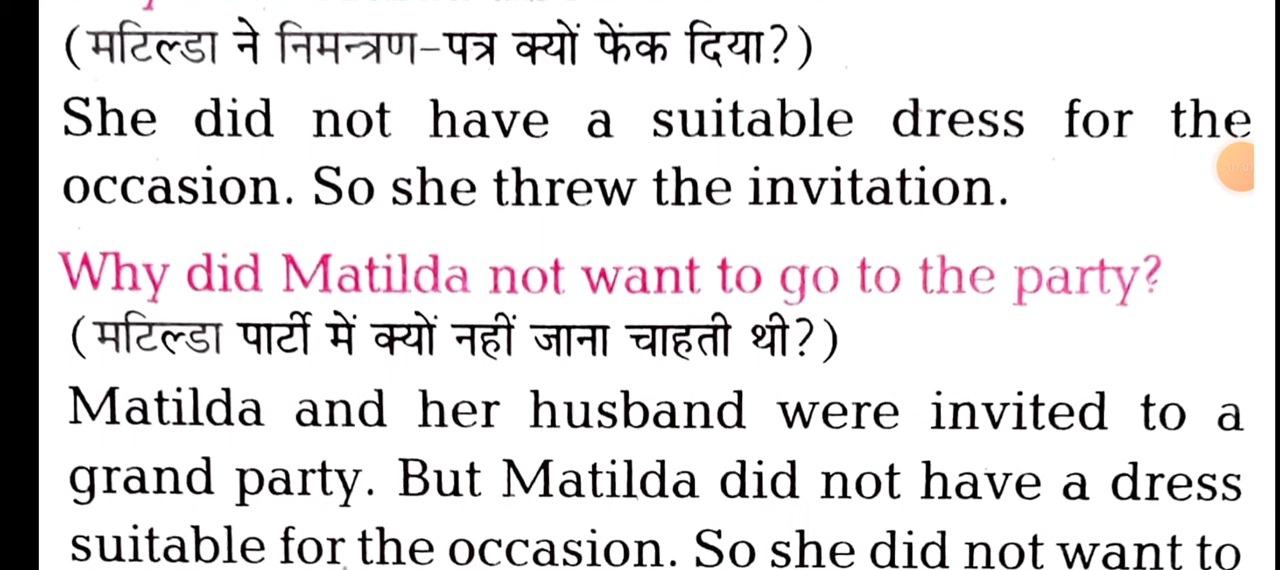 (मटिल्डा ने निमन्त्रण-पत्र क्यों फेंक दिया?)
She did not have a suitable dress for the
occasion. So she threw the invitation.
Why did Matilda not want to go to the party?
(मटिल्डा पार्टी में क्यों नहीं जाना चाहती थी?)
Matilda and her husband were invited to a
grand party. But Matilda did not have a dress
suitable for the occasion. So she did not want to